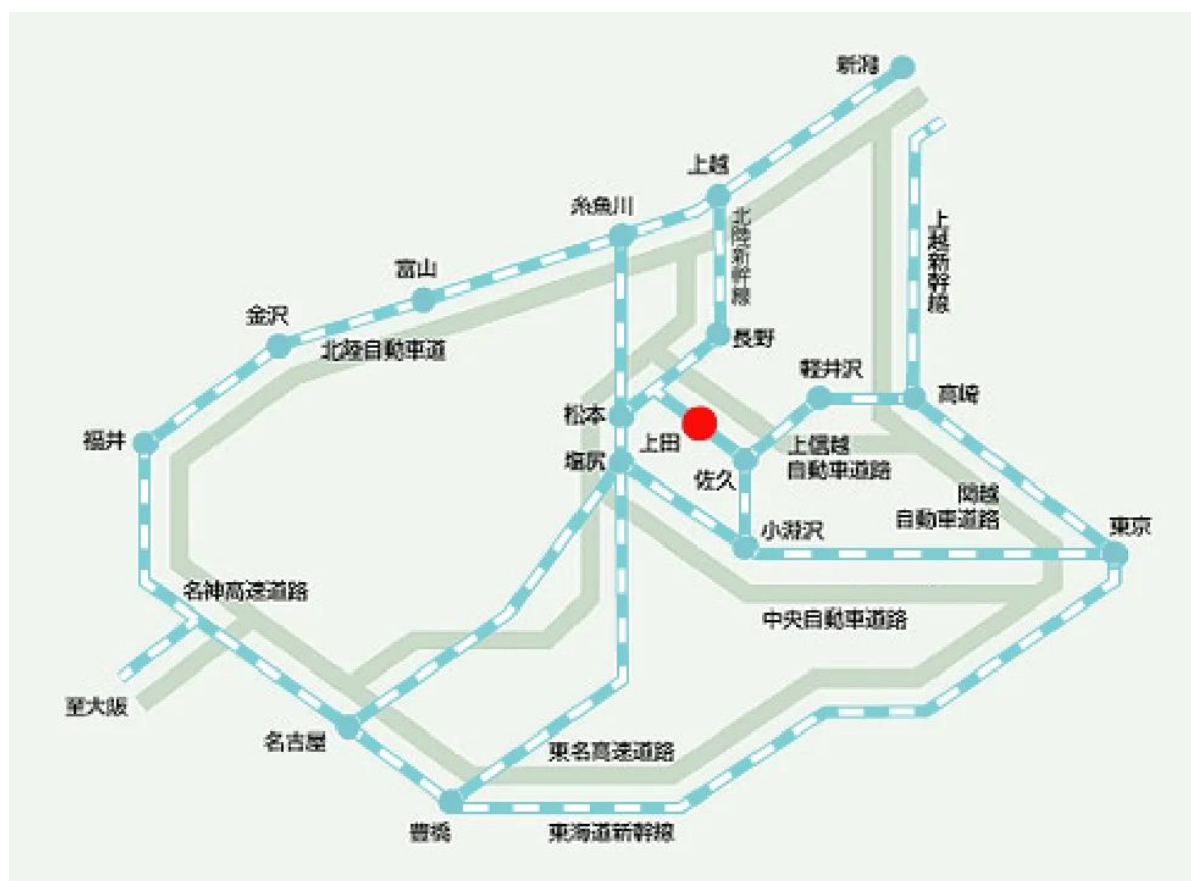 新潟
上越
糸魚川
北陸新幹線
上越新幹線
富山
金沢
北陸自動車道
長野
軽井沢
高崎
福井
松本
上田
塩尻
佐久
上信越
自動車道路
関越
自動車道路
小淵沢
東京
名神高速道路
中央自動車道路
至大阪
名古屋
東名高速道路
豊橋
東海道新幹線